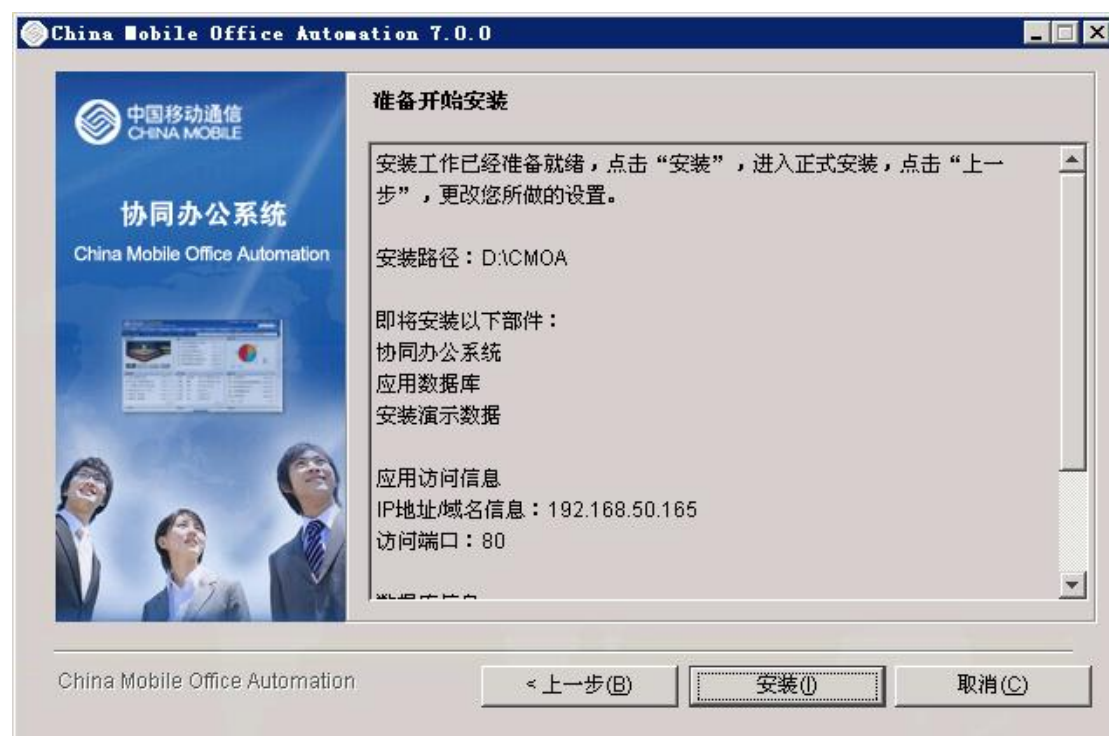 China Mobile Office Automation 7.0.0
中国移动通信
CHINA MOBILE
协同办公系统
China Mobile Office Automation
准备开始安装
安装工作已经准备就绪，点击“安装”，进入正式安装，点击“上一
步”，更改您所做的设置。
安装路径：D:\CMOA
即将安装以下部件：
协同办公系统
应用数据库
安装演示数据
应用访问信息
IP地址/域名信息：192.168.50.165
访问端口：80
China Mobile Office Automation
<上一步(B)
安装(I)
取消(C)